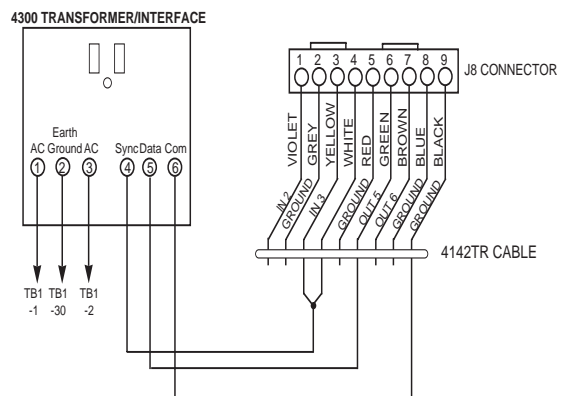 4300 TRANSFORMER/INTERFACE
1 2 3 4 5 6 7 8 9
J8 CONNECTOR
VIOLET
GREY
YELLOW
WHITE
RED
GREEN
BROWN
BLUE
BLACK
Earth
AC Ground AC Sync Data Com
1 2 3 4 5 6
IN 2
GROUND
IN 3
GROUND
OUT 5
OUT 6
GROUND
GROUND
4142TR CABLE
TB1 TB1 TB1
-1 -30 -2